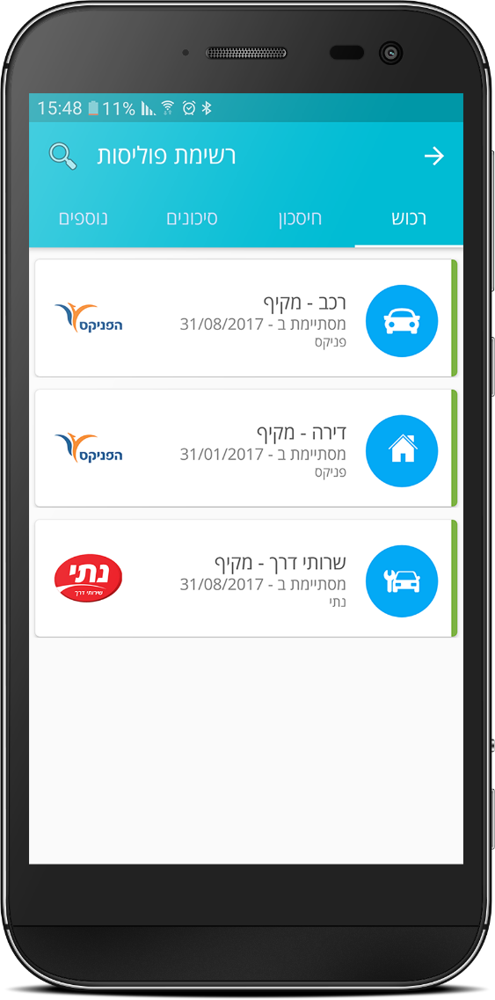 15:48 11%
רשימת פוליסות
רכוש חיסכון סיכונים נוספים
רכב - מקיף
מסתיימת ב - 31/08/2017
פניקס
הפניקס
דירה - מקיף
מסתיימת ב - 31/01/2017
פניקס
הפניקס
שרותי דרך - מקיף
מסתיימת ב - 31/08/2017
נתי
נתי
שירותי דרך